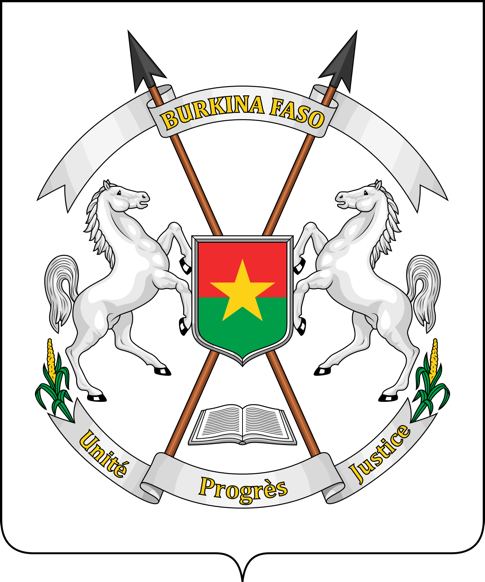 BURKINA FASO
Unité
Progrès
Justice